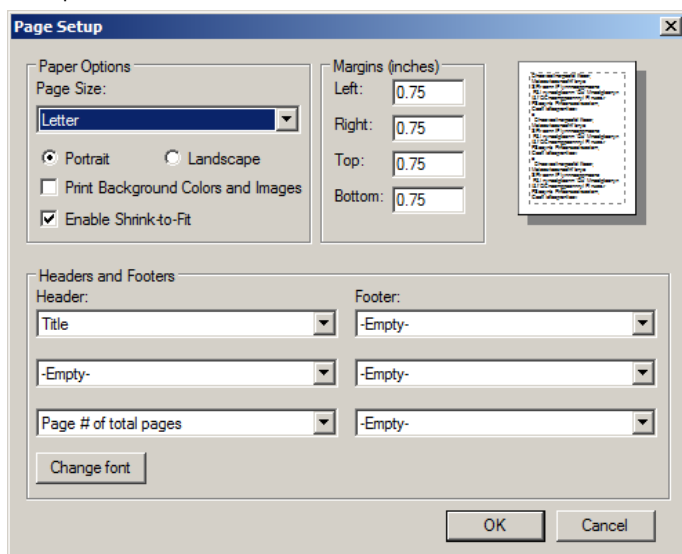 Page Setup
Paper Options
Page Size:
Letter
Portrait
Landscape
Print Background Colors and Images
Enable Shrink-to-Fit
Margins (inches)
Left: 0.75
Right: 0.75
Top: 0.75
Bottom: 0.75
Headers and Footers
Header:
Footer:
Title
-Empty-
-Empty-
-Empty-
Page # of total pages
-Empty-
Change font
OK
Cancel